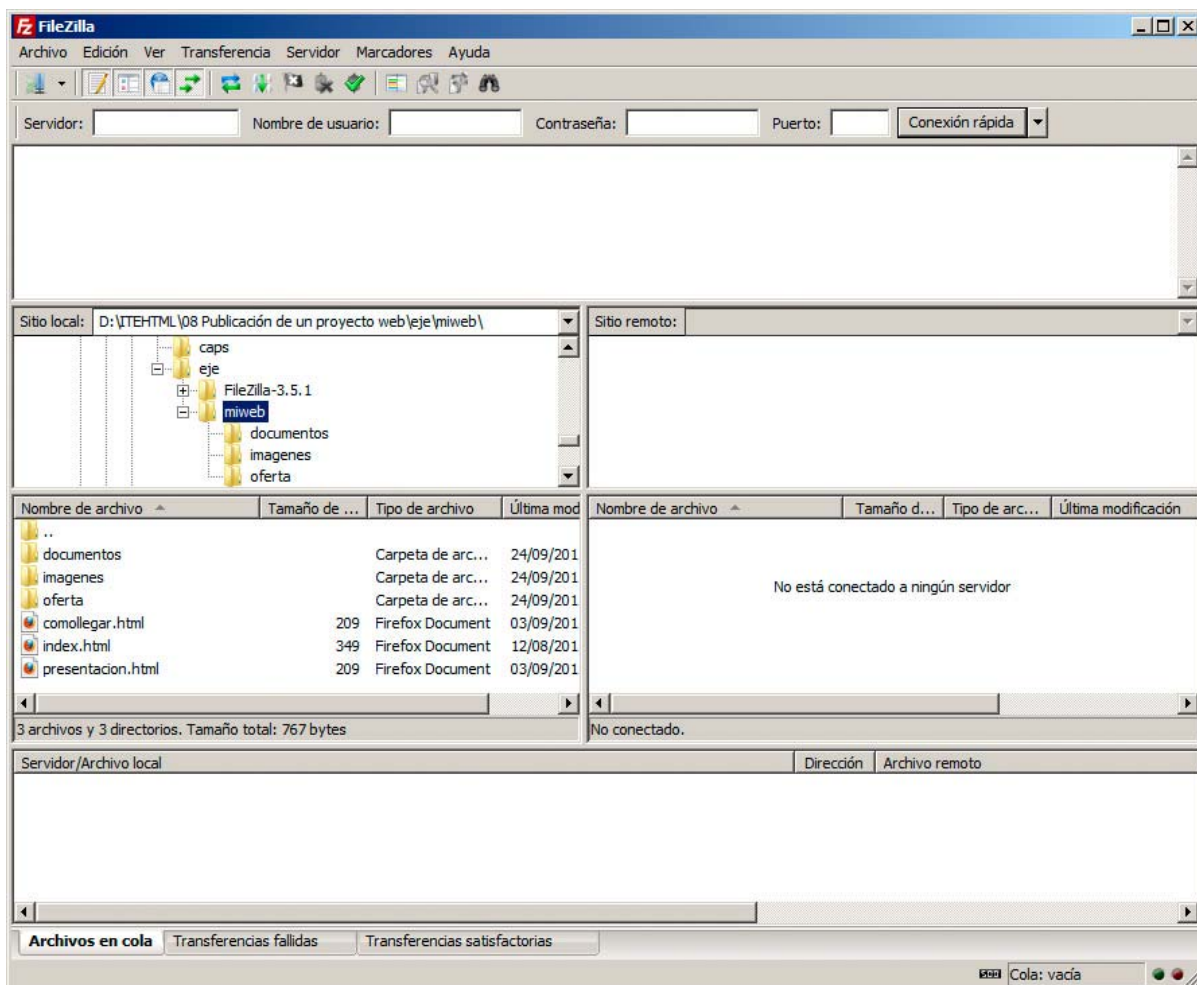 FileZilla
Archivo Edición Ver Transferencia Servidor Marcadores Ayuda
Servidor: Nombre de usuario: Contraseña: Puerto: Conexión rápida
Sitio local: D:\ITEHTML\08 Publicación de un proyecto web\eje\miweb\
caps
eje
FileZilla-3.5.1
miweb
documentos
imagenes
oferta
Sitio remoto:
Nombre de archivo Tamaño de ... Tipo de archivo Última mod
..
documentos Carpeta de arc... 24/09/201
imagenes Carpeta de arc... 24/09/201
oferta Carpeta de arc... 24/09/201
comollegar.html 209 Firefox Document 03/09/201
index.html 349 Firefox Document 12/08/201
presentacion.html 209 Firefox Document 03/09/201
3 archivos y 3 directorios. Tamaño total: 767 bytes
Nombre de archivo Tamaño d... Tipo de arc... Última modificación
No está conectado a ningún servidor
No conectado.
Servidor/Archivo local Dirección Archivo remoto
Archivos en cola Transferencias fallidas Transferencias satisfactorias
Cola: vacía